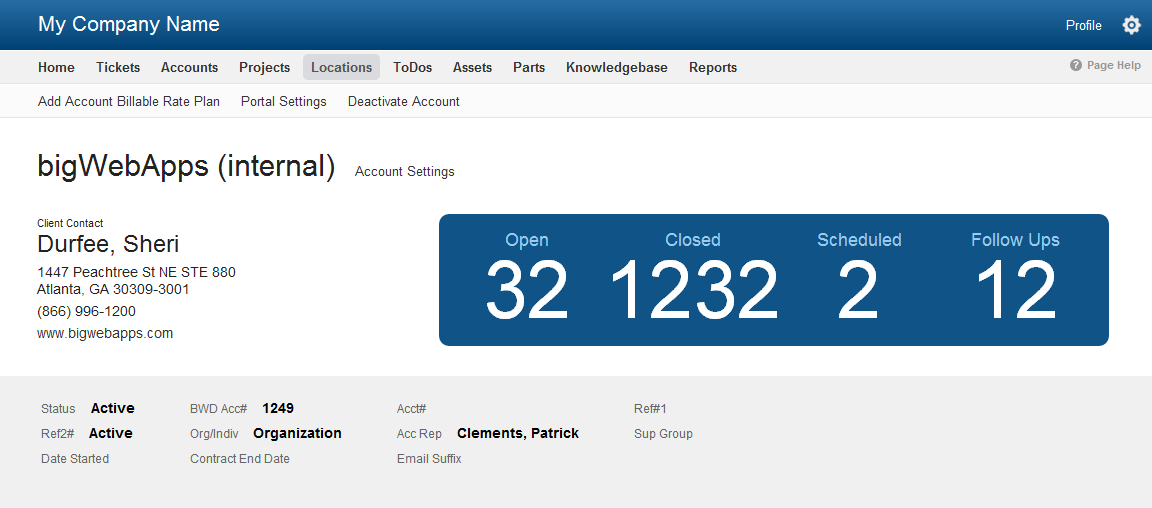 My Company Name
Profile
Home Tickets Accounts Projects Locations ToDos Assets Parts Knowledgebase Reports
? Page Help
Add Account Billable Rate Plan Portal Settings Deactivate Account
bigWebApps (internal) Account Settings
Client Contact
Durfee, Sheri
1447 Peachtree St NE STE 880
Atlanta, GA 30309-3001
(866) 996-1200
www.bigwebapps.com
Open Closed Scheduled Follow Ups
32 1232 2 12
Status Active BWD Acc# 1249 Acct# Ref#1
Ref2# Active Org/Indiv Organization Acc Rep Clements, Patrick Sup Group
Date Started Contract End Date Email Suffix